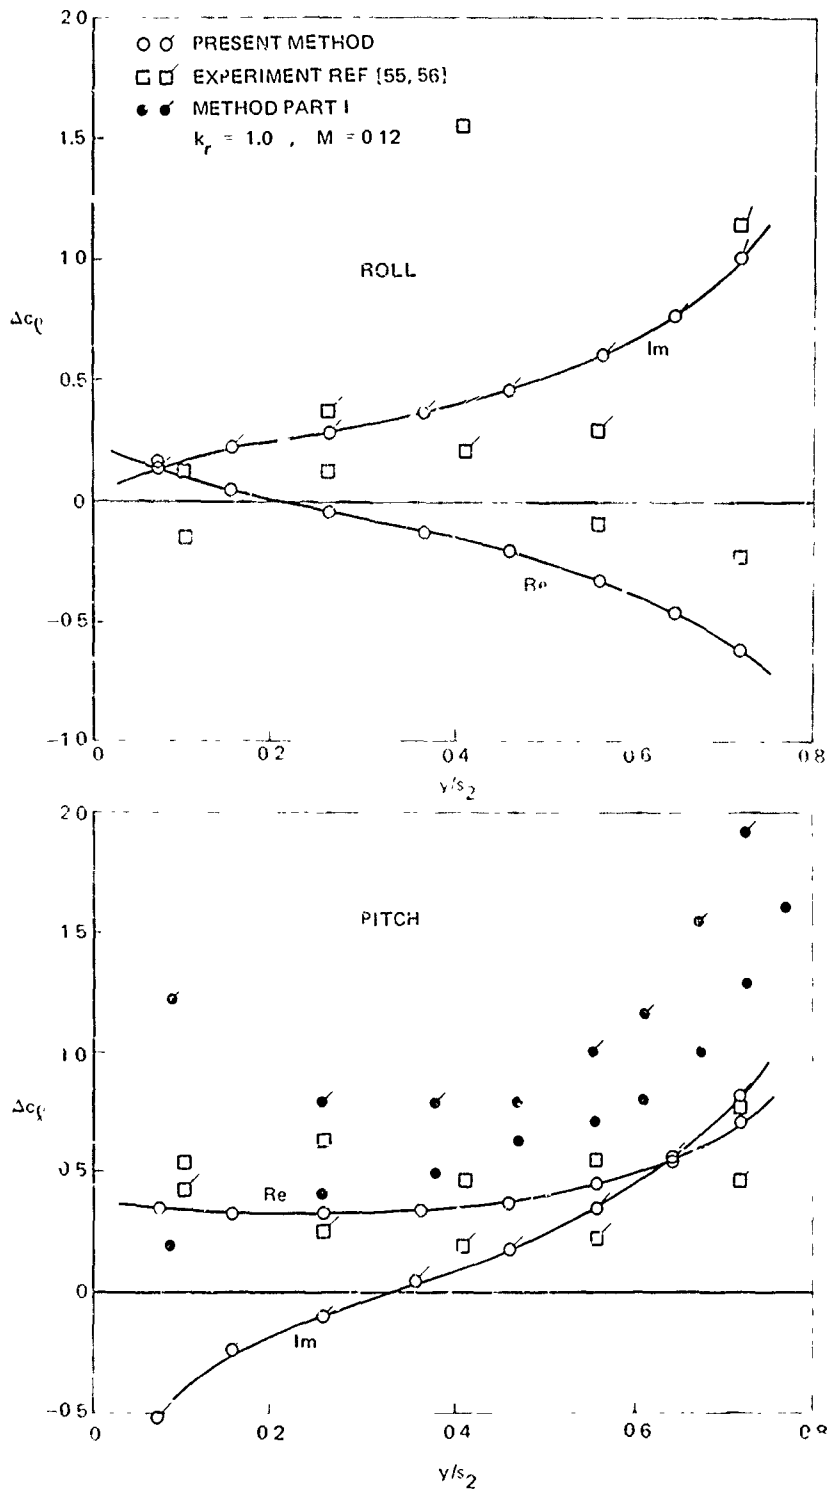 2 0
PRESENT METHOD
EXPERIMENT REF [55, 56]
METHOD PART I
k_r = 1.0 , M = 0 12
1.5
ROLL
1 0
Δc_ℓ
Im
0.5
0
Re
-0 5
-1 0
0
0 2
0 4
0 6
0 8
y/s_2
2 0
PITCH
1 5
1 0
Δc_ℓ
0 5
Re
0
Im
-0 5
0
0 2
0 4
0 6
0 8
y/s_2